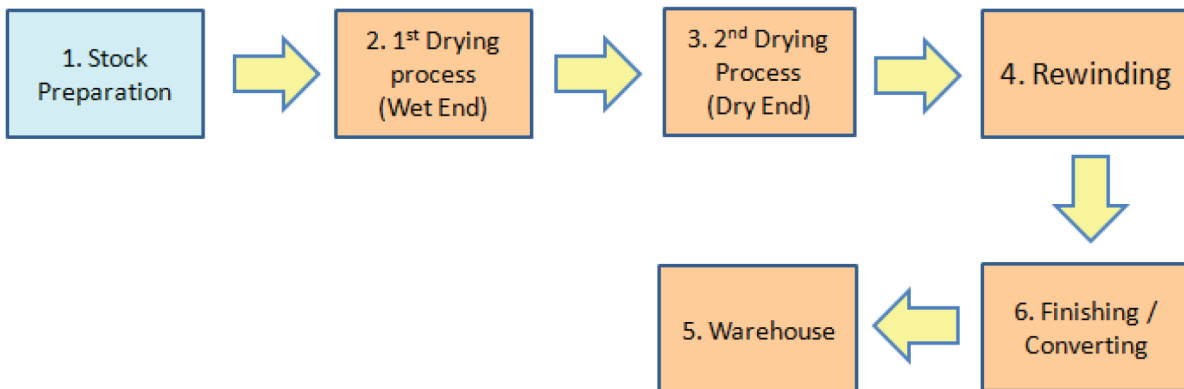 1. Stock
Preparation
2. 1st Drying
process
(Wet End)
3. 2nd Drying
Process
(Dry End)
4. Rewinding
5. Warehouse
6. Finishing /
Converting